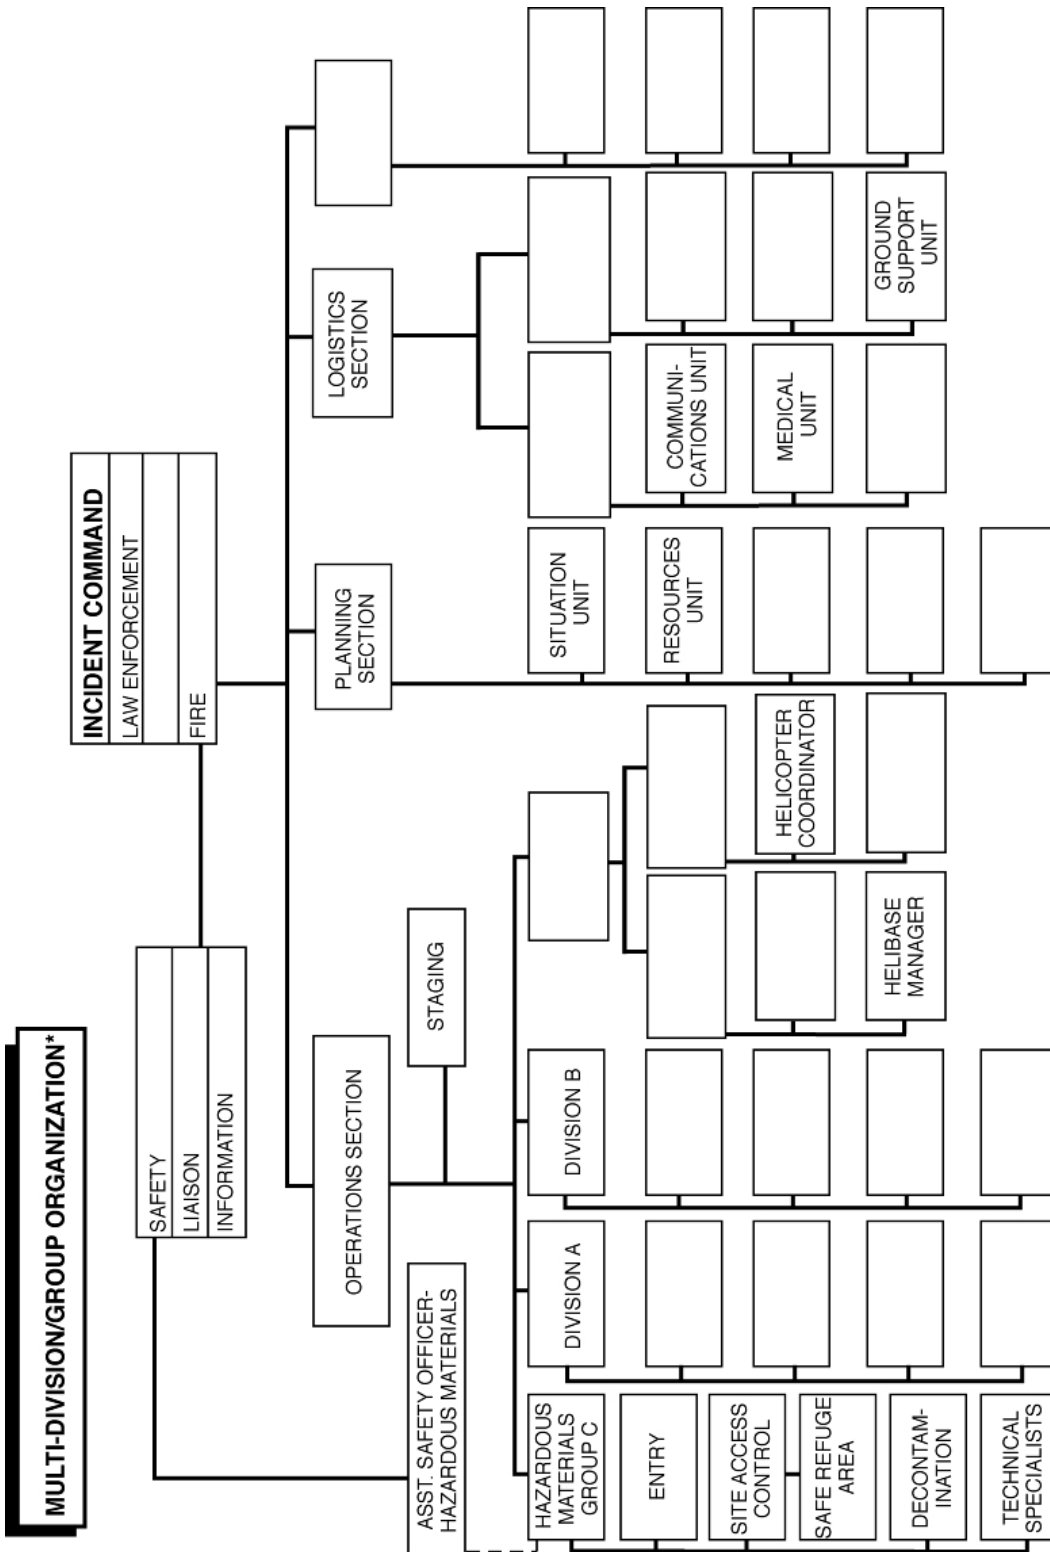 MULTI-DIVISION/GROUP ORGANIZATION*
INCIDENT COMMAND
LAW ENFORCEMENT
FIRE
SAFETY
LIAISON
INFORMATION
OPERATIONS SECTION
PLANNING
SECTION
LOGISTICS
SECTION
ASST. SAFETY OFFICER-
HAZARDOUS MATERIALS
STAGING
HAZARDOUS
MATERIALS
GROUP C
DIVISION A
DIVISION B
SITUATION
UNIT
ENTRY
RESOURCES
UNIT
COMMUNI-
CATIONS UNIT
SITE ACCESS
CONTROL
HELICOPTER
COORDINATOR
MEDICAL
UNIT
SAFE REFUGE
AREA
DECONTAM-
INATION
HELIBASE
MANAGER
GROUND
SUPPORT
UNIT
TECHNICAL
SPECIALISTS